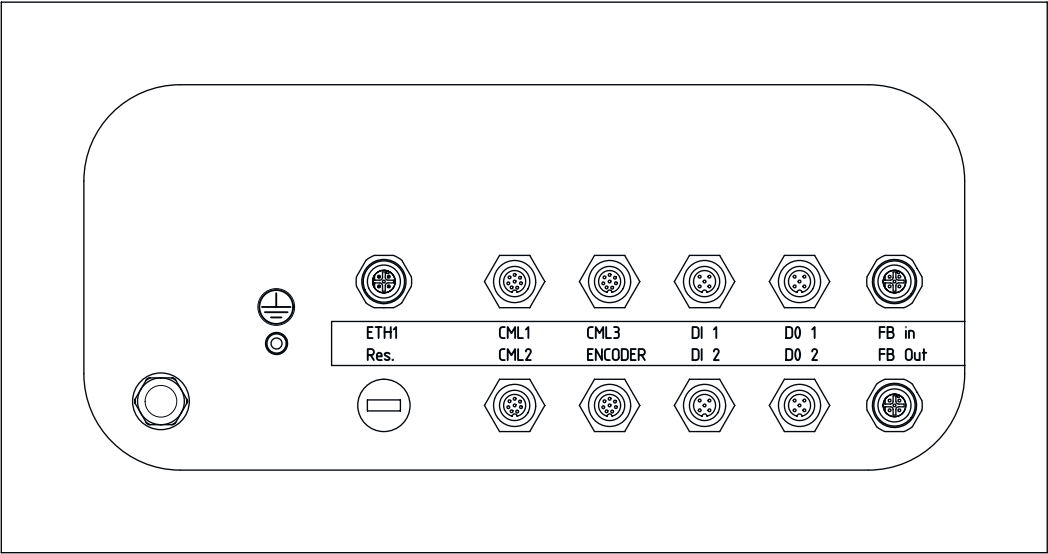 ETH1 CML1 CML3 DI 1 DO 1 FB in
Res. CML2 ENCODER DI 2 DO 2 FB Out